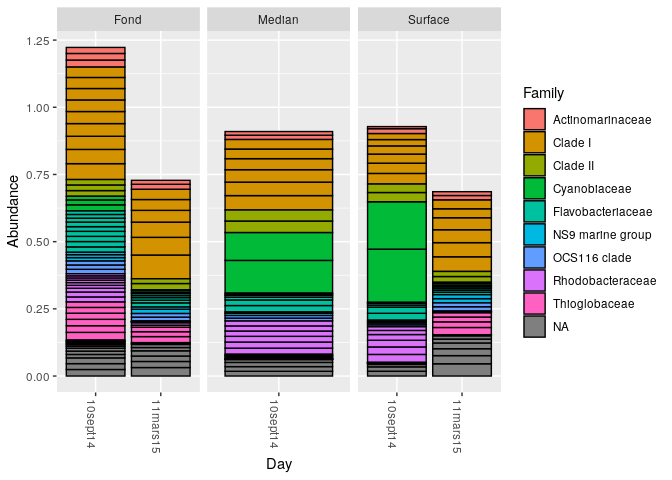 Fond Median Surface
1.25
1.00
0.75
0.50
0.25
0.00
Abundance
10sept14 11mars15 10sept14 10sept14 11mars15
Day
Family
Actinomarinaceae
Clade I
Clade II
Cyanobiaceae
Flavobacteriaceae
NS9 marine group
OCS116 clade
Rhodobacteraceae
Thioglobaceae
NA